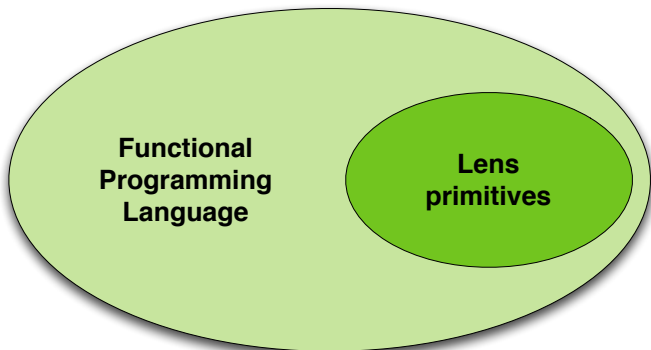 Functional
Programming
Language
Lens
primitives